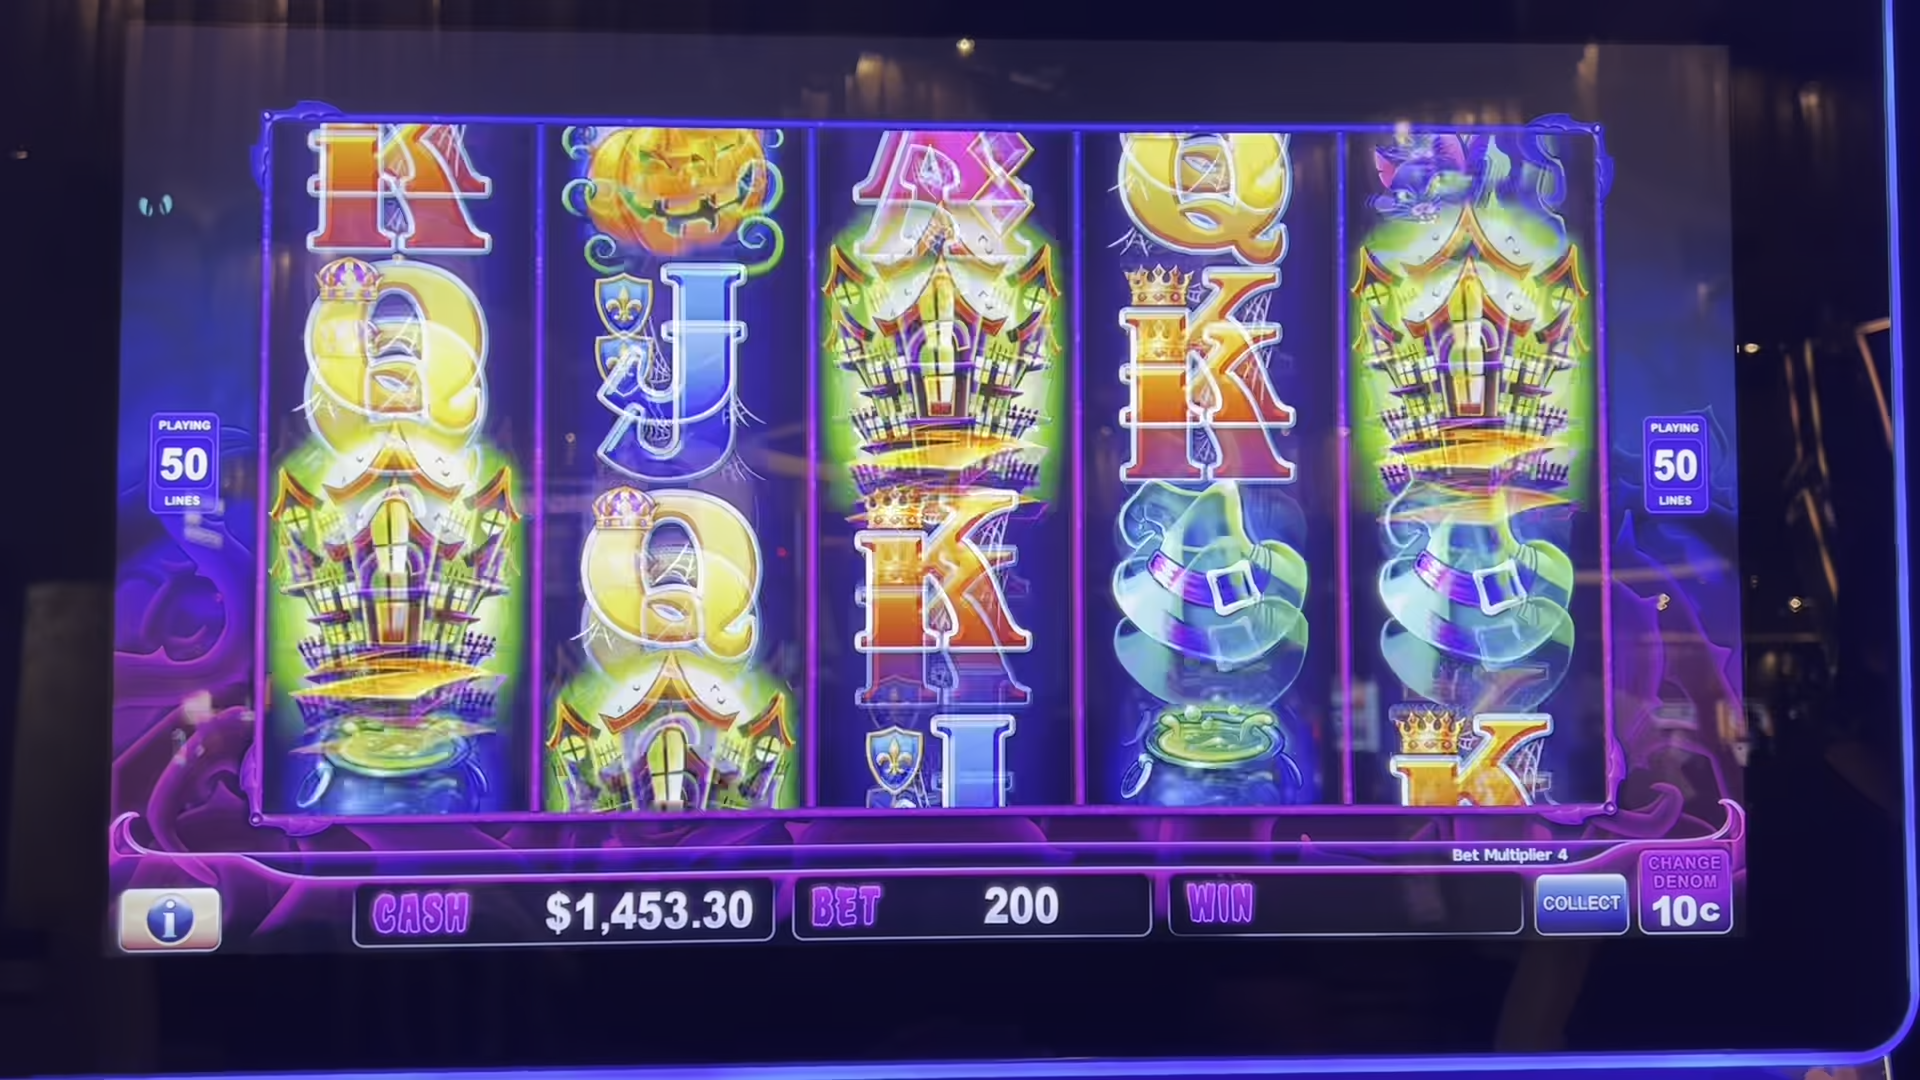 K
A
Q
Q
J
K
PLAYING
50
LINES
PLAYING
50
LINES
Q
K
J
K
Bet Multiplier 4
CASH
$1,453.30
BET
200
WIN
COLLECT
CHANGE
DENOM
10c
i